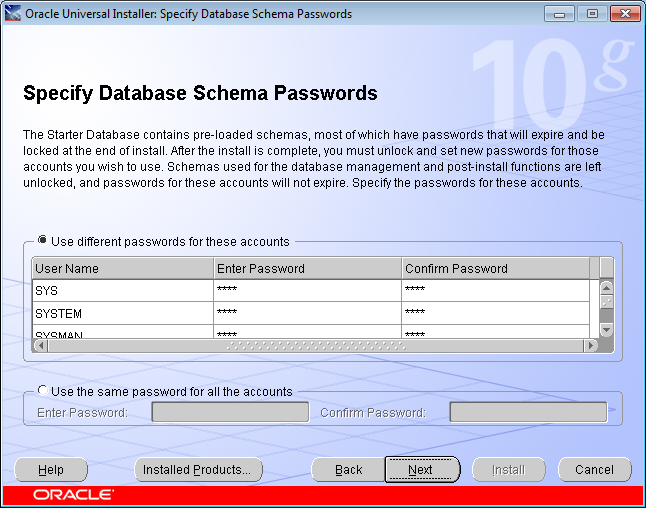 Oracle Universal Installer: Specify Database Schema Passwords
10g
Specify Database Schema Passwords
The Starter Database contains pre-loaded schemas, most of which have passwords that will expire and be
locked at the end of install. After the install is complete, you must unlock and set new passwords for those
accounts you wish to use. Schemas used for the database management and post-install functions are left
unlocked, and passwords for these accounts will not expire. Specify the passwords for these accounts.
Use different passwords for these accounts
User Name Enter Password Confirm Password
SYS **** ****
SYSTEM **** ****
SYSMAN **** ****
Use the same password for all the accounts
Enter Password: Confirm Password:
Help Installed Products... Back Next Install Cancel
ORACLE